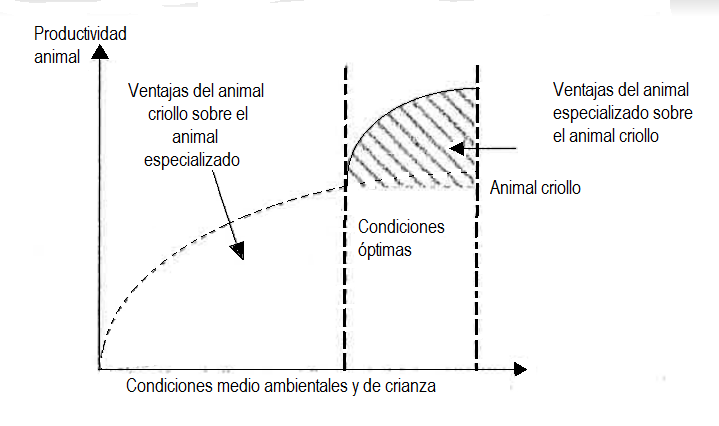 Productividad
animal
Ventajas del animal
criollo sobre el
animal
especializado
Ventajas del animal
especializado sobre
el animal criollo
Animal criollo
Condiciones
óptimas
Condiciones medio ambientales y de crianza